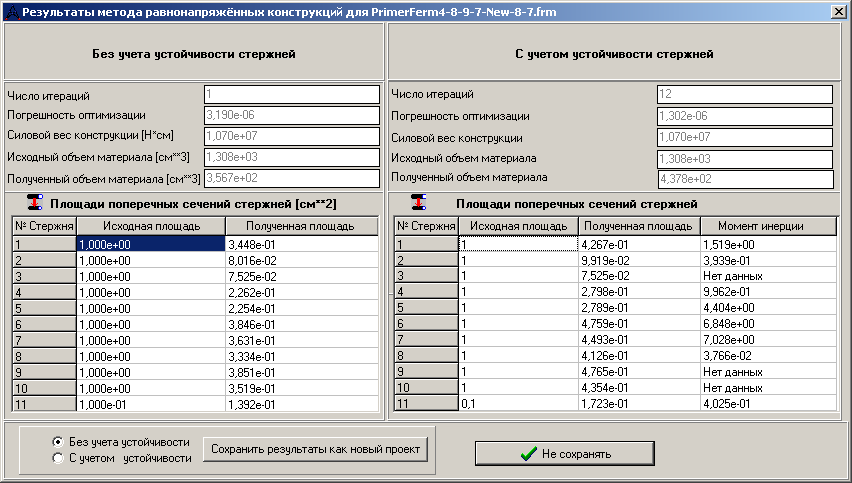 Результаты метода равнонапряжённых конструкций для PrimerFerm4-8-9-7-New-8-7.frm
Без учета устойчивости стержней
Число итераций 1
Погрешность оптимизации 3,190e-06
Силовой вес конструкции [Н*см] 1,070e+07
Исходный объем материала [см**3] 1,308e+03
Полученный объем материала [см**3] 3,567e+02
Площади поперечных сечений стержней [см**2]
№ Стержня Исходная площадь Полученная площадь
1 1,000e+00 3,448e-01
2 1,000e+00 8,016e-02
3 1,000e+00 7,525e-02
4 1,000e+00 2,262e-01
5 1,000e+00 2,254e-01
6 1,000e+00 3,846e-01
7 1,000e+00 3,631e-01
8 1,000e+00 3,334e-01
9 1,000e+00 3,851e-01
10 1,000e+00 3,519e-01
11 1,000e-01 1,392e-01
С учетом устойчивости стержней
Число итераций 12
Погрешность оптимизации 1,302e-06
Силовой вес конструкции 1,070e+07
Исходный объем материала 1,308e+03
Полученный объем материала 4,378e+02
Площади поперечных сечений стержней
№ Стержня Исходная площадь Полученная площадь Момент инерции
1 1 4,267e-01 1,519e+00
2 1 9,919e-02 3,939e-01
3 1 7,525e-02 Нет данных
4 1 2,798e-01 9,962e-01
5 1 2,789e-01 4,404e+00
6 1 4,759e-01 6,848e+00
7 1 4,493e-01 7,028e+00
8 1 4,126e-01 3,766e-02
9 1 4,765e-01 Нет данных
10 1 4,354e-01 Нет данных
11 0,1 1,723e-01 4,025e-01
Без учета устойчивости
С учетом устойчивости
Сохранить результаты как новый проект
Не сохранять